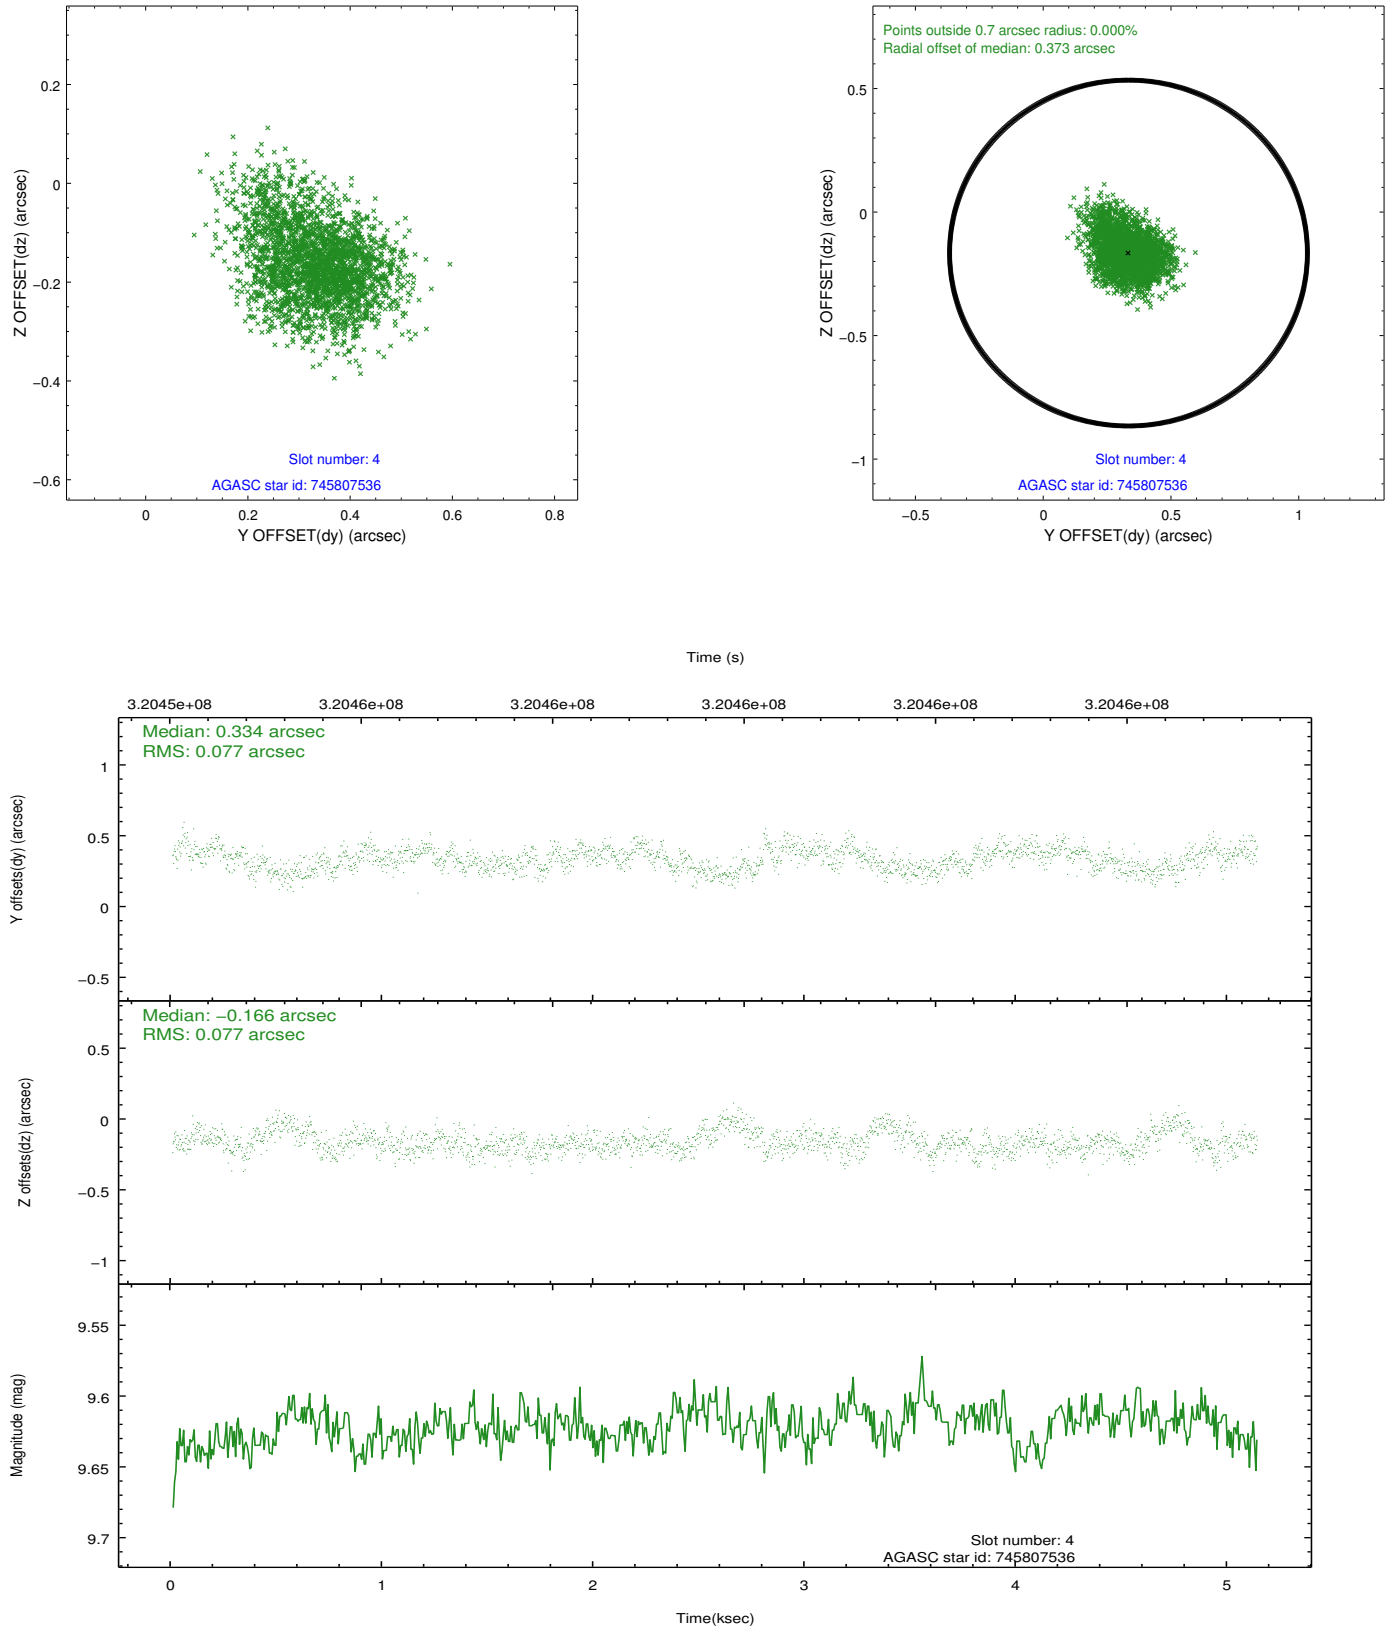 0.2
0
−0.2
−0.4
−0.6
Z OFFSET(dz) (arcsec)
Slot number: 4
AGASC star id: 745807536
0 0.2 0.4 0.6 0.8
Y OFFSET(dy) (arcsec)
Points outside 0.7 arcsec radius: 0.000%
Radial offset of median: 0.373 arcsec
0.5
0
−0.5
−1
Z OFFSET(dz) (arcsec)
Slot number: 4
AGASC star id: 745807536
−0.5 0 0.5 1
Y OFFSET(dy) (arcsec)
Time (s)
3.2045e+08 3.2046e+08 3.2046e+08 3.2046e+08 3.2046e+08 3.2046e+08
Median: 0.334 arcsec
RMS: 0.077 arcsec
1
0.5
0
−0.5
Y offsets(dy) (arcsec)
Median: −0.166 arcsec
RMS: 0.077 arcsec
0.5
0
−0.5
−1
Z offsets(dz) (arcsec)
9.55
9.6
9.65
9.7
Magnitude (mag)
Slot number: 4
AGASC star id: 745807536
0 1 2 3 4 5
Time(ksec)